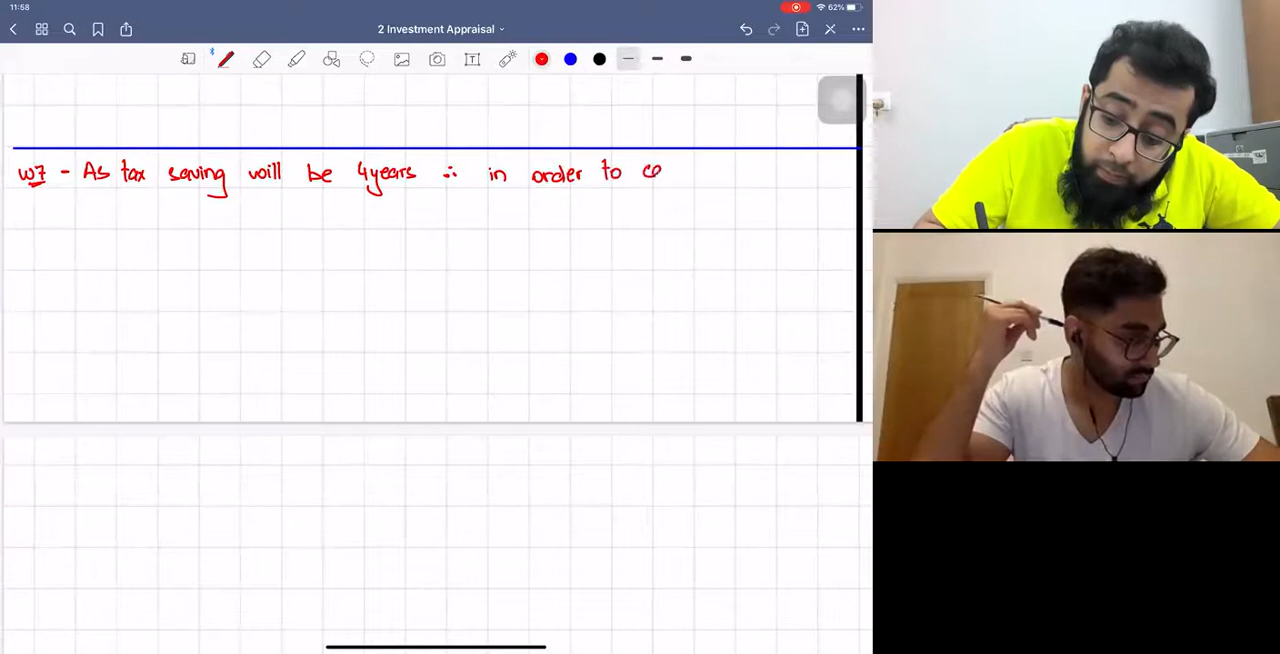 11:58
62%
2 Investment Appraisal
T
W7 - As tax saving will be 4years ∴ in order to co